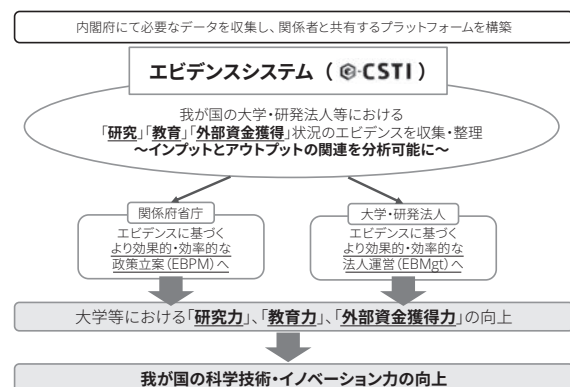 内閣府にて必要なデータを収集し、関係者と共有するプラットフォームを構築
エビデンスシステム（ e-CSTI ）
我が国の大学・研発法人等における
「研究」「教育」「外部資金獲得」状況のエビデンスを収集・整理
〜インプットとアウトプットの関連を分析可能に〜
関係府省庁
エビデンスに基づく
より効果的・効率的な
政策立案（EBPM）へ
大学・研発法人
エビデンスに基づく
より効果的・効率的な
法人運営（EBMgt）へ
大学等における「研究力」、「教育力」、「外部資金獲得力」の向上
我が国の科学技術・イノベーション力の向上